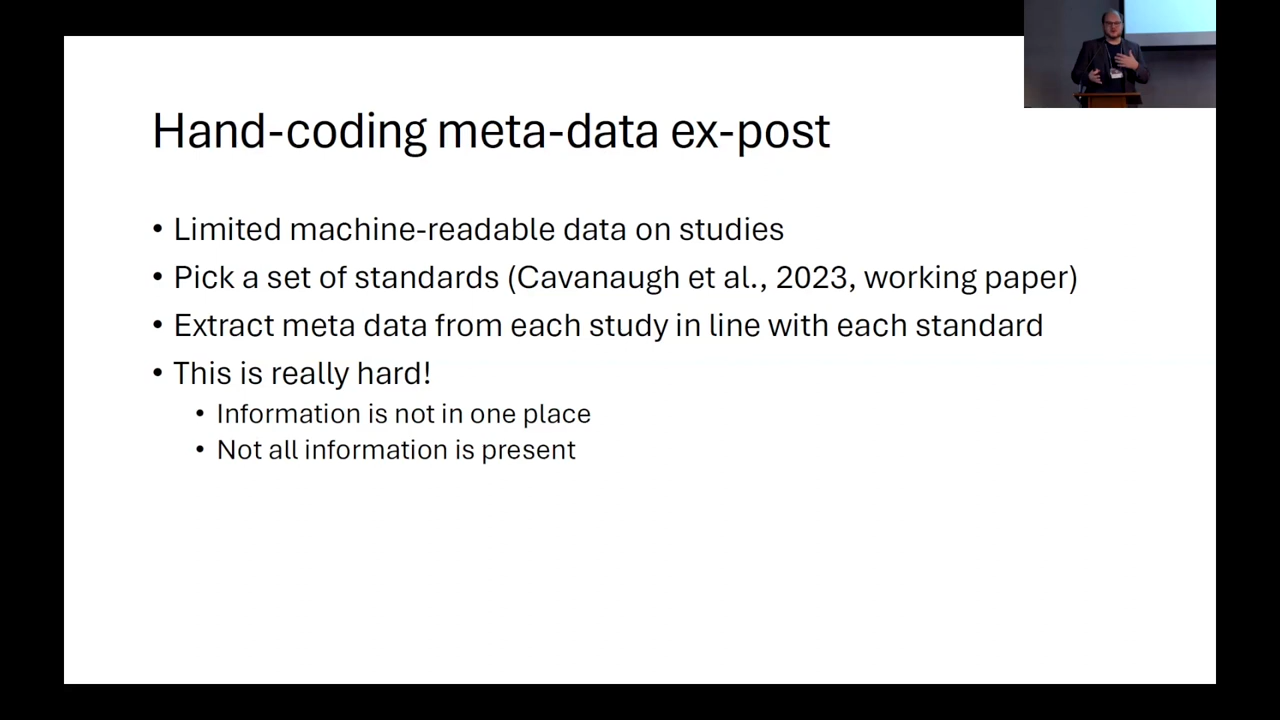 Hand-coding meta-data ex-post
• Limited machine-readable data on studies
• Pick a set of standards (Cavanaugh et al., 2023, working paper)
• Extract meta data from each study in line with each standard
• This is really hard!
• Information is not in one place
• Not all information is present